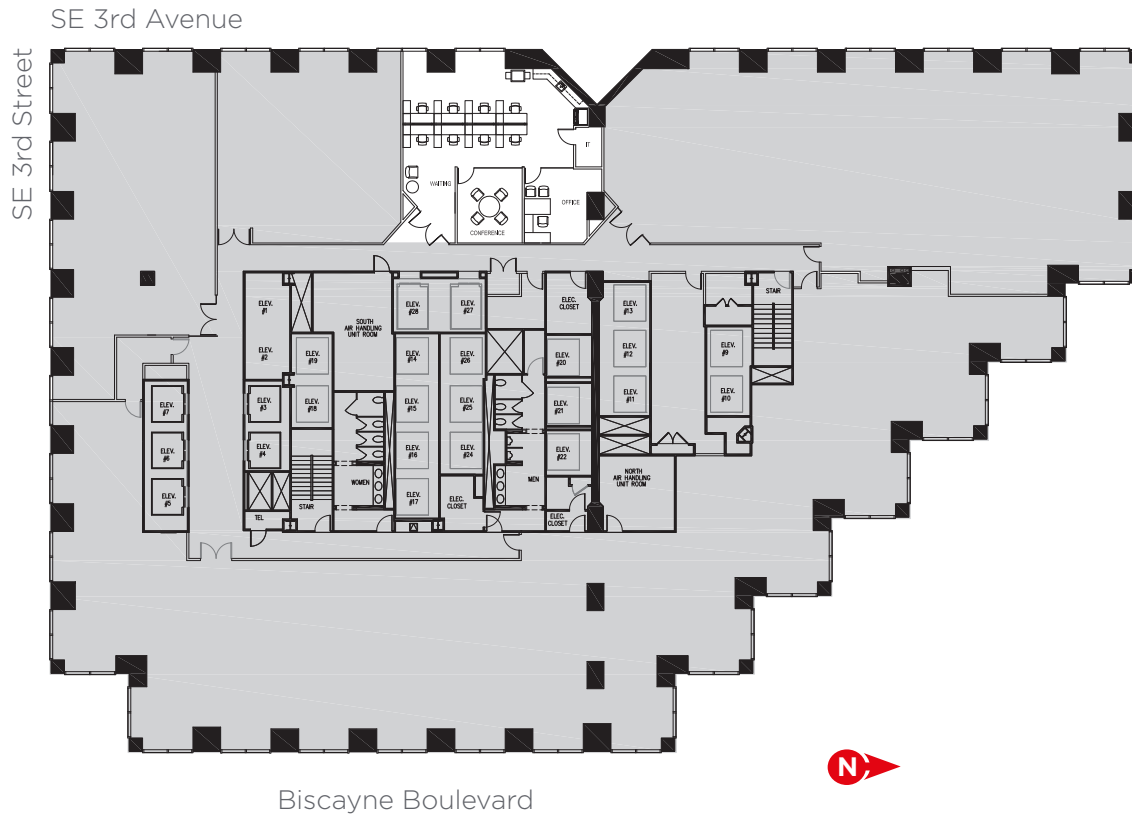 SE 3rd Avenue
SE 3rd Street
IT
WAITING
OFFICE
CONFERENCE
ELEV.
#1
ELEV.
#2
ELEV.
#3
ELEV.
#4
TEL
ELEV.
#7
ELEV.
#6
ELEV.
#5
SOUTH
AIR HANDLING
UNIT ROOM
ELEV.
#19
ELEV.
#18
STAIR
WOMEN
ELEV.
#28
ELEV.
#27
ELEV.
#14
ELEV.
#26
ELEV.
#15
ELEV.
#25
ELEV.
#16
ELEV.
#24
ELEV.
#17
ELEC.
CLOSET
MEN
ELEC.
CLOSET
ELEV.
#20
ELEV.
#21
ELEV.
#22
ELEC.
CLOSET
ELEV.
#13
ELEV.
#12
ELEV.
#11
NORTH
AIR HANDLING
UNIT ROOM
ELEV.
#9
ELEV.
#10
STAIR
N
Biscayne Boulevard